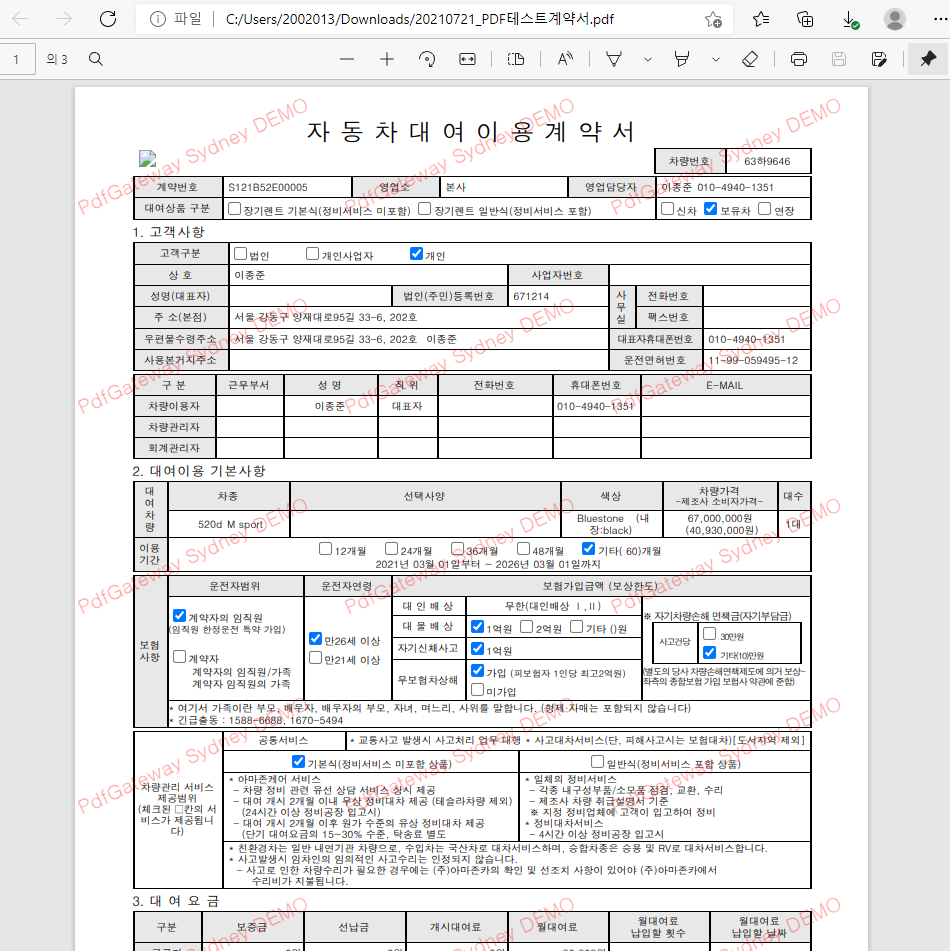 파일 C:/Users/2002013/Downloads/20210721_PDF테스트계약서.pdf
1 의 3
자동차대여이용계약서
차량번호 63하9646
계약번호 S121B52E00005 영업소 본사 영업담당자 이종준 010-4940-1351
대여상품 구분 장기렌트 기본식(정비서비스 미포함) 장기렌트 일반식(정비서비스 포함) 신차 보유차 연장
1. 고객사항
고객구분 법인 개인사업자 개인
상 호 이종준 사업자번호
성명(대표자) 법인(주민)등록번호 671214 사무실 전화번호
주 소(본점) 서울 강동구 양재대로95길 33-6, 202호 팩스번호
우편물수령주소 서울 강동구 양재대로95길 33-6, 202호 이종준 대표자휴대폰번호 010-4940-1351
사용본거지주소 운전면허번호 11-99-059495-12
구 분 근무부서 성 명 직 위 전화번호 휴대폰번호 E-MAIL
차량이용자 이종준 대표자 010-4940-1351
차량관리자
회계관리자
2. 대여이용 기본사항
대여차량 차종 선택사양 색상 차량가격 -제조사 소비자가격- 대수
520d M sport Bluestone (내장:black) 67,000,000원 (40,930,000원) 1대
이용기간 12개월 24개월 36개월 48개월 기타( 60)개월
2021년 03월 01일부터 ~ 2026년 03월 01일까지
보험사항 운전자범위 운전자연령 보험가입금액 (보상한도)
계약자의 임직원
(임직원 한정운전 특약 가입)
계약자
계약자의 임직원/가족
계약자 임직원의 가족
만26세 이상
만21세 이상
대 인 배 상 무한(대인배상 Ⅰ,Ⅱ)
대 물 배 상 1억원 2억원 기타 ()원
자기신체사고 1억원
무보험차상해 가입 (피보험자 1인당 최고2억원)
미가입
※ 자기차량손해 면책금(자기부담금)
사고건당 30만원
기타(10)만원
(별도의 당사 차량손해면책제도에 의거 보상-
좌측의 종합보험 가입 보험사 약관에 준함)
* 여기서 가족이란 부모, 배우자, 배우자의 부모, 자녀, 며느리, 사위를 말합니다. (형제·자매는 포함되지 않습니다)
* 긴급출동 : 1588-6688, 1670-5494
차량관리 서비스
제공범위
(체크된 □칸의 서
비스가 제공됩니
다)
공통서비스 * 교통사고 발생시 사고처리 업무 대행 * 사고대차서비스(단, 피해사고시는 보험대차)[도서지역 제외]
기본식(정비서비스 미포함 상품) 일반식(정비서비스 포함 상품)
* 아마존케어 서비스
- 차량 정비 관련 유선 상담 서비스 상시 제공
- 대여 개시 2개월 이내 무상 정비대차 제공 (테슬라차량 제외)
(24시간 이상 정비공장 입고시)
- 대여 개시 2개월 이후 원가 수준의 유상 정비대차 제공
(단기 대여요금의 15~30% 수준, 탁송료 별도
* 일체의 정비서비스
- 각종 내구성부품/소모품 점검, 교환, 수리
- 제조사 차량 취급설명서 기준
※ 지정 정비업체에 고객이 입고하여 정비
* 정비대차서비스
- 4시간 이상 정비공장 입고시
* 친환경차는 일반 내연기관 차량으로, 수입차는 국산차로 대차서비스하며, 승합차종은 승용 및 RV로 대차서비스합니다.
* 사고발생시 임차인의 임의적인 사고수리는 인정되지 않습니다.
- 사고로 인한 차량수리가 필요한 경우에는 (주)아마존카의 확인 및 선조치 사항이 있어야 (주)아마존카에서
수리비가 지불됩니다.
3. 대 여 요 금
구분 보증금 선납금 개시대여료 월대여료 월대여료 납입할 횟수 월대여료 납입할 날짜
PdfGateway Sydney DEMO
PdfGateway Sydney DEMO
PdfGateway Sydney DEMO
PdfGateway Sydney DEMO
PdfGateway Sydney DEMO
PdfGateway Sydney DEMO
PdfGateway Sydney DEMO
PdfGateway Sydney DEMO
PdfGateway Sydney DEMO
PdfGateway Sydney DEMO
PdfGateway Sydney DEMO
PdfGateway Sydney DEMO